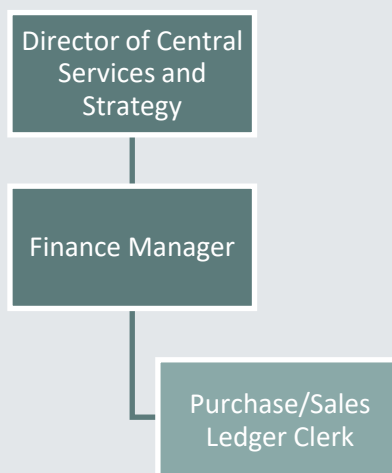 Director of Central
Services and
Strategy
Finance Manager
Purchase/Sales
Ledger Clerk